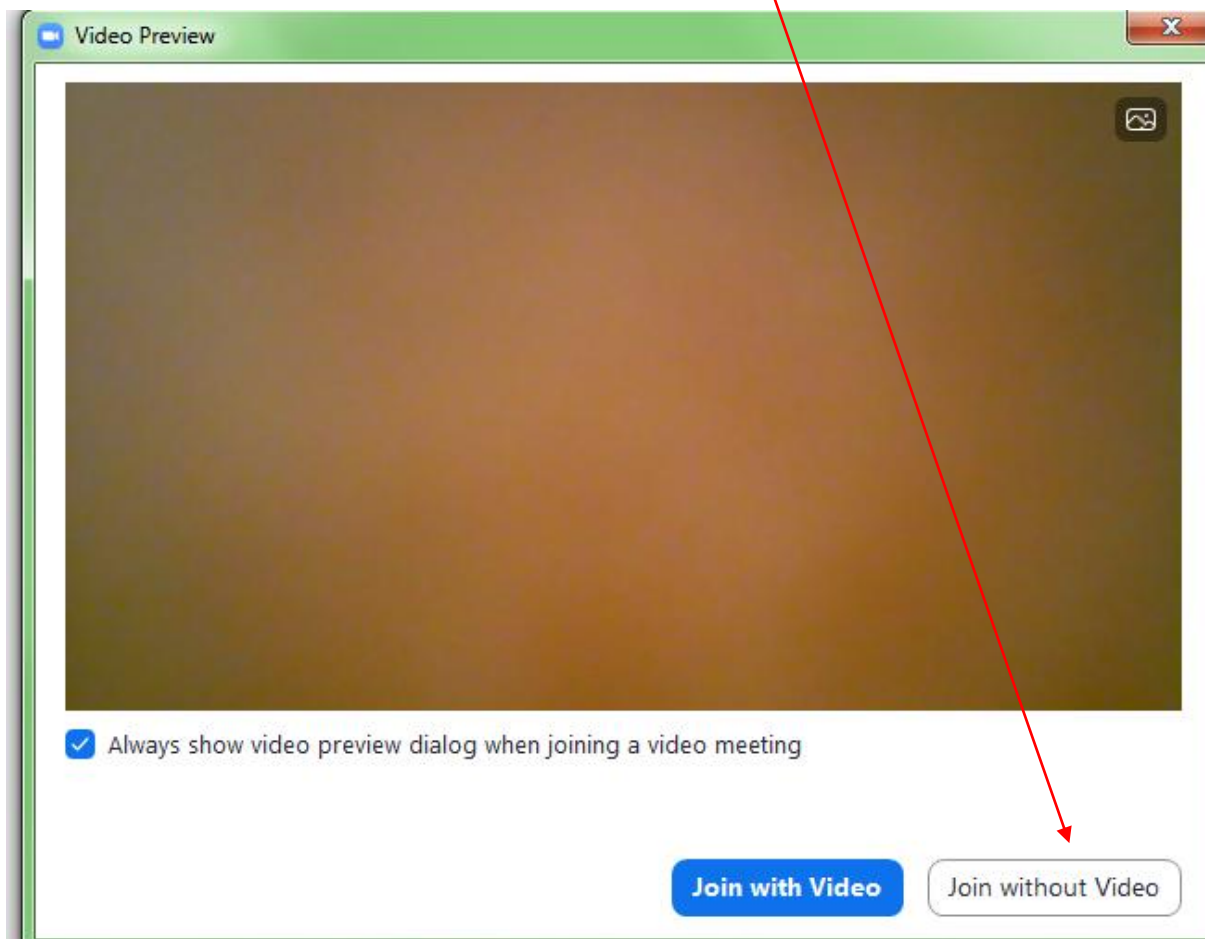 Video Preview
Always show video preview dialog when joining a video meeting
Join with Video
Join without Video